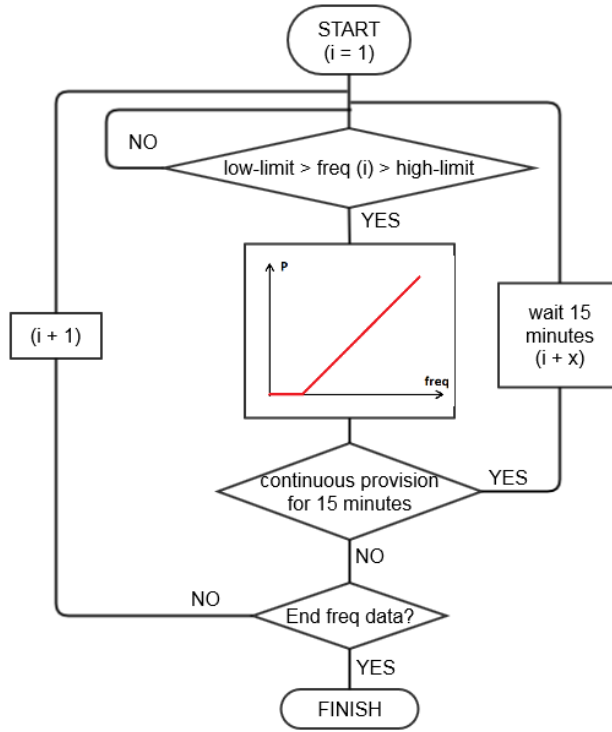 START
(i = 1)
NO
low-limit > freq (i) > high-limit
YES
P
freq
(i + 1)
wait 15
minutes
(i + x)
continuous provision
for 15 minutes
YES
NO
NO
End freq data?
YES
FINISH